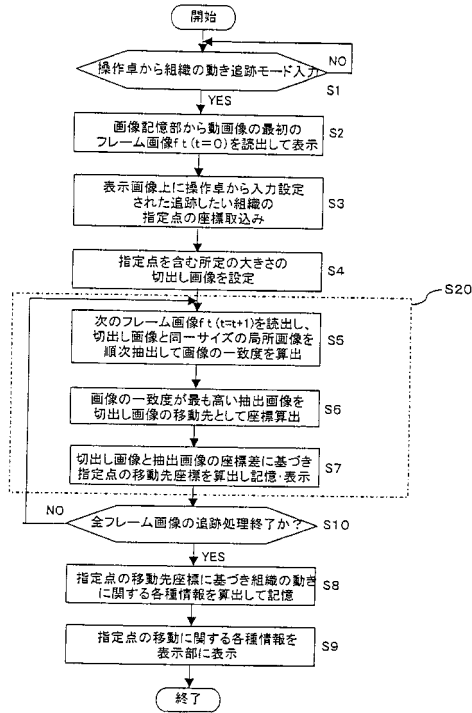 開始
NO
操作卓から組織の動き追跡モード入力
S1
YES
画像記憶部から動画像の最初の
フレーム画像ft(t=0)を読出して表示
S2
表示画像上に操作卓から入力設定
された追跡したい組織の
指定点の座標取込み
S3
指定点を含む所定の大きさの
切出し画像を設定
S4
S20
次のフレーム画像ft(t=t+1)を読出し、
切出し画像と同一サイズの局所画像を
順次抽出して画像の一致度を算出
S5
画像の一致度が最も高い抽出画像を
切出し画像の移動先として座標算出
S6
切出し画像と抽出画像の座標差に基づき
指定点の移動先座標を算出し記憶・表示
S7
NO
全フレーム画像の追跡処理終了か?
S10
YES
指定点の移動先座標に基づき組織の動き
に関する各種情報を算出して記憶
S8
指定点の移動に関する各種情報を
表示部に表示
S9
終了